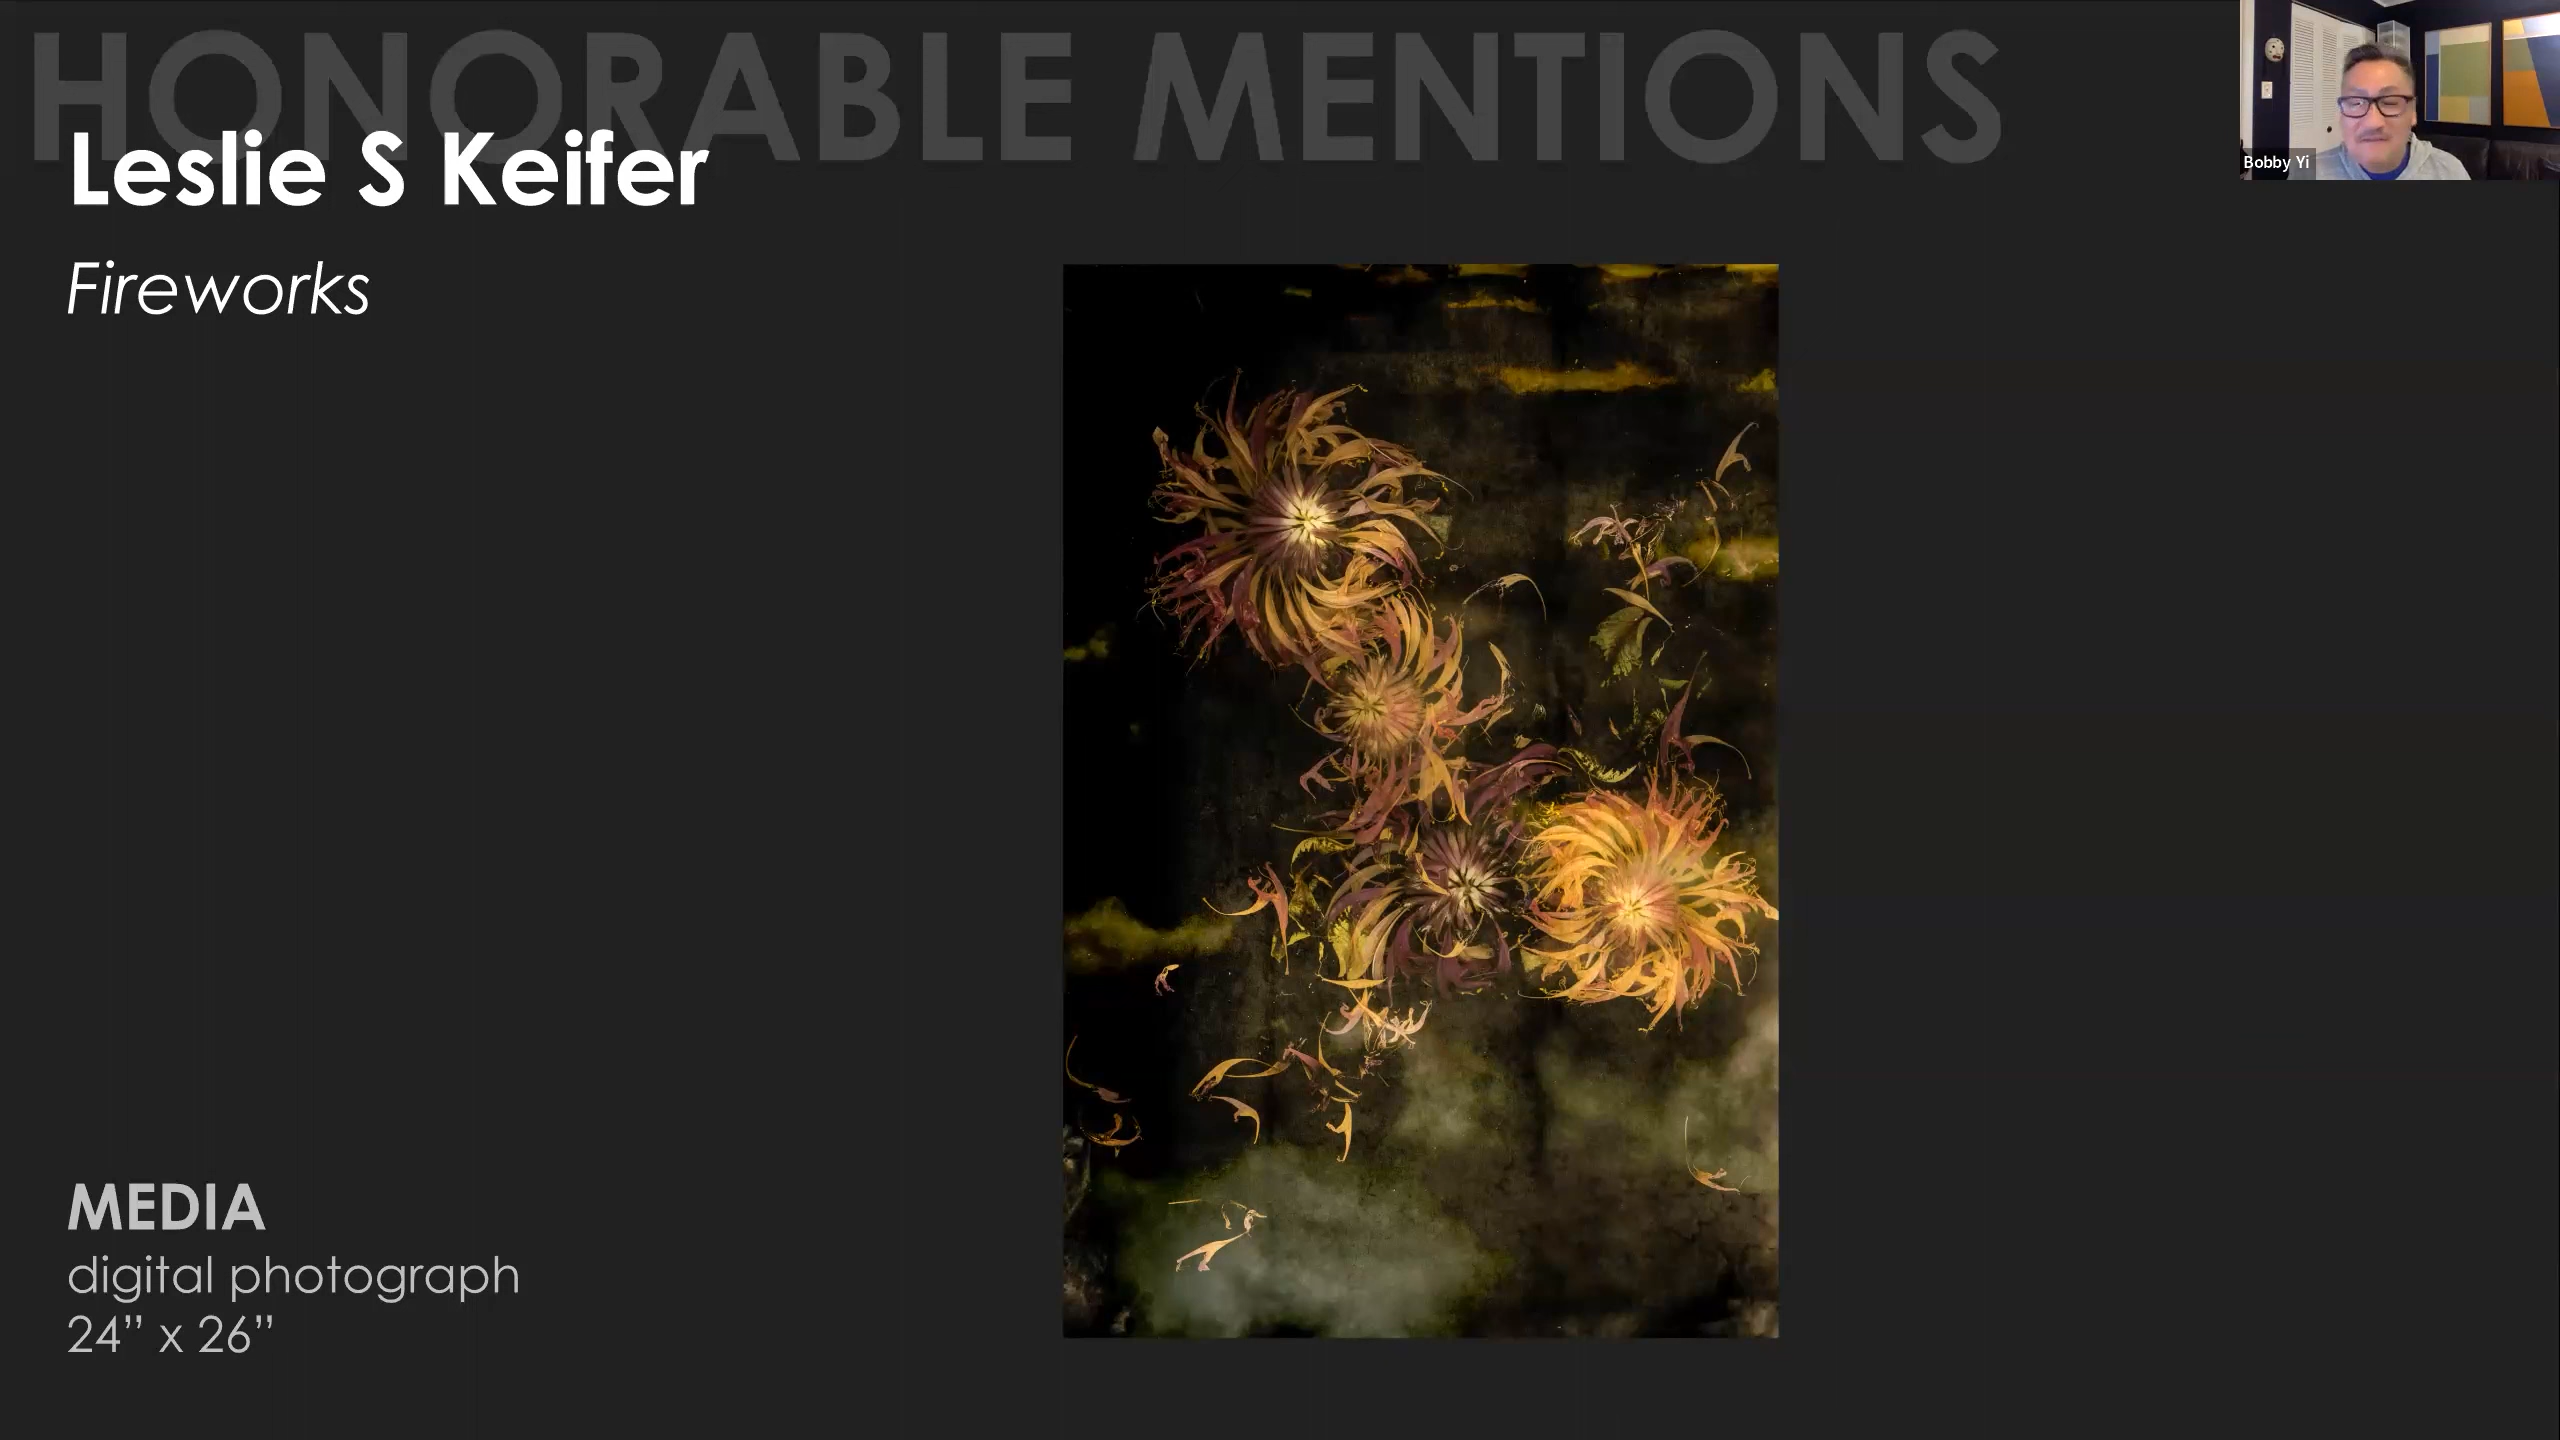 HONORABLE MENTIONS
Leslie S Keifer
Fireworks
Bobby Yi
MEDIA
digital photograph
24” x 26”